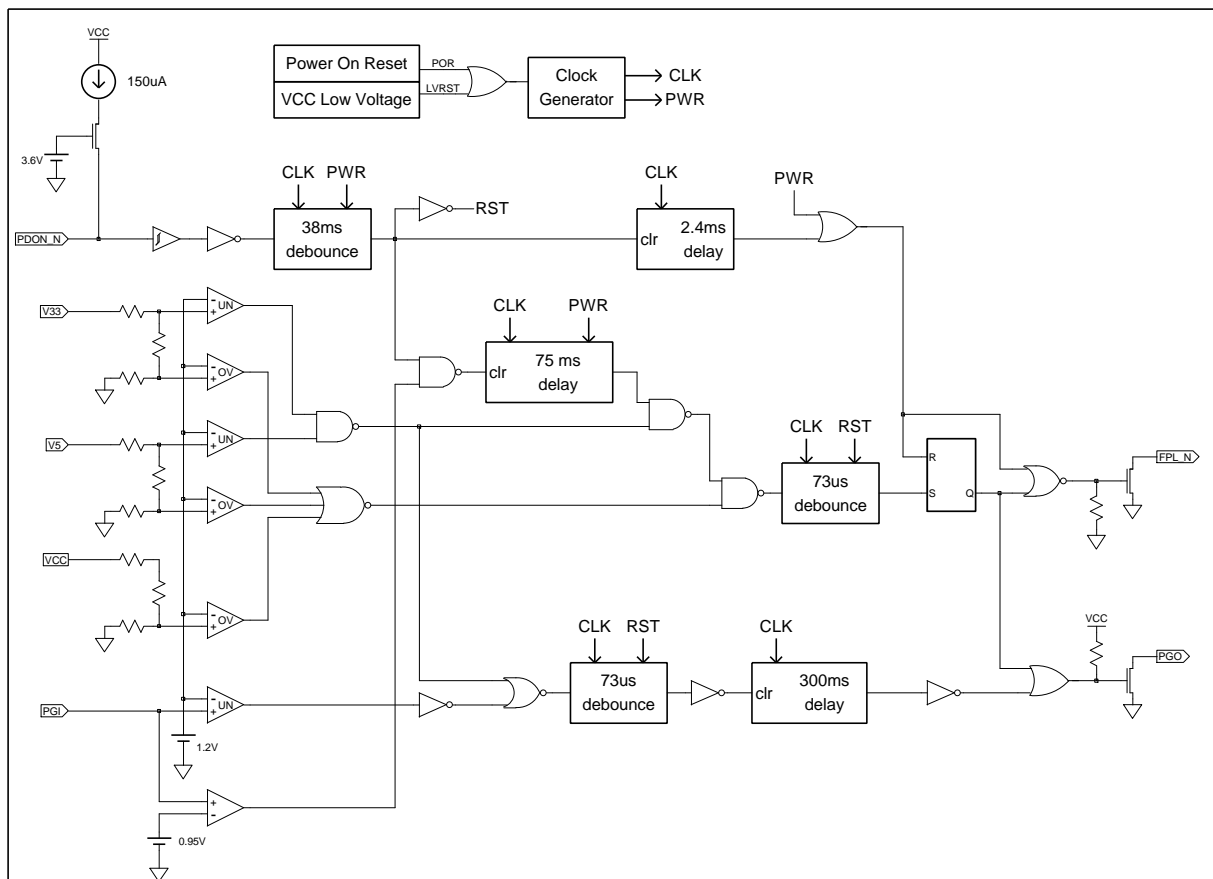 VCC
150uA
3.6V
Power On Reset
POR
VCC Low Voltage
LVRST
Clock
Generator
CLK
PWR
CLK
PWR
38ms
debounce
RST
CLK
clr
2.4ms
delay
PWR
PDON_N
V33
-
+
UN
-
+
OV
CLK
PWR
clr
75 ms
delay
V5
-
+
UN
-
+
OV
CLK
RST
73us
debounce
R
S
Q
FPL_N
VCC
-
+
OV
CLK
RST
73us
debounce
CLK
clr
300ms
delay
VCC
PGO
PGI
-
+
UN
1.2V
+
-
0.95V